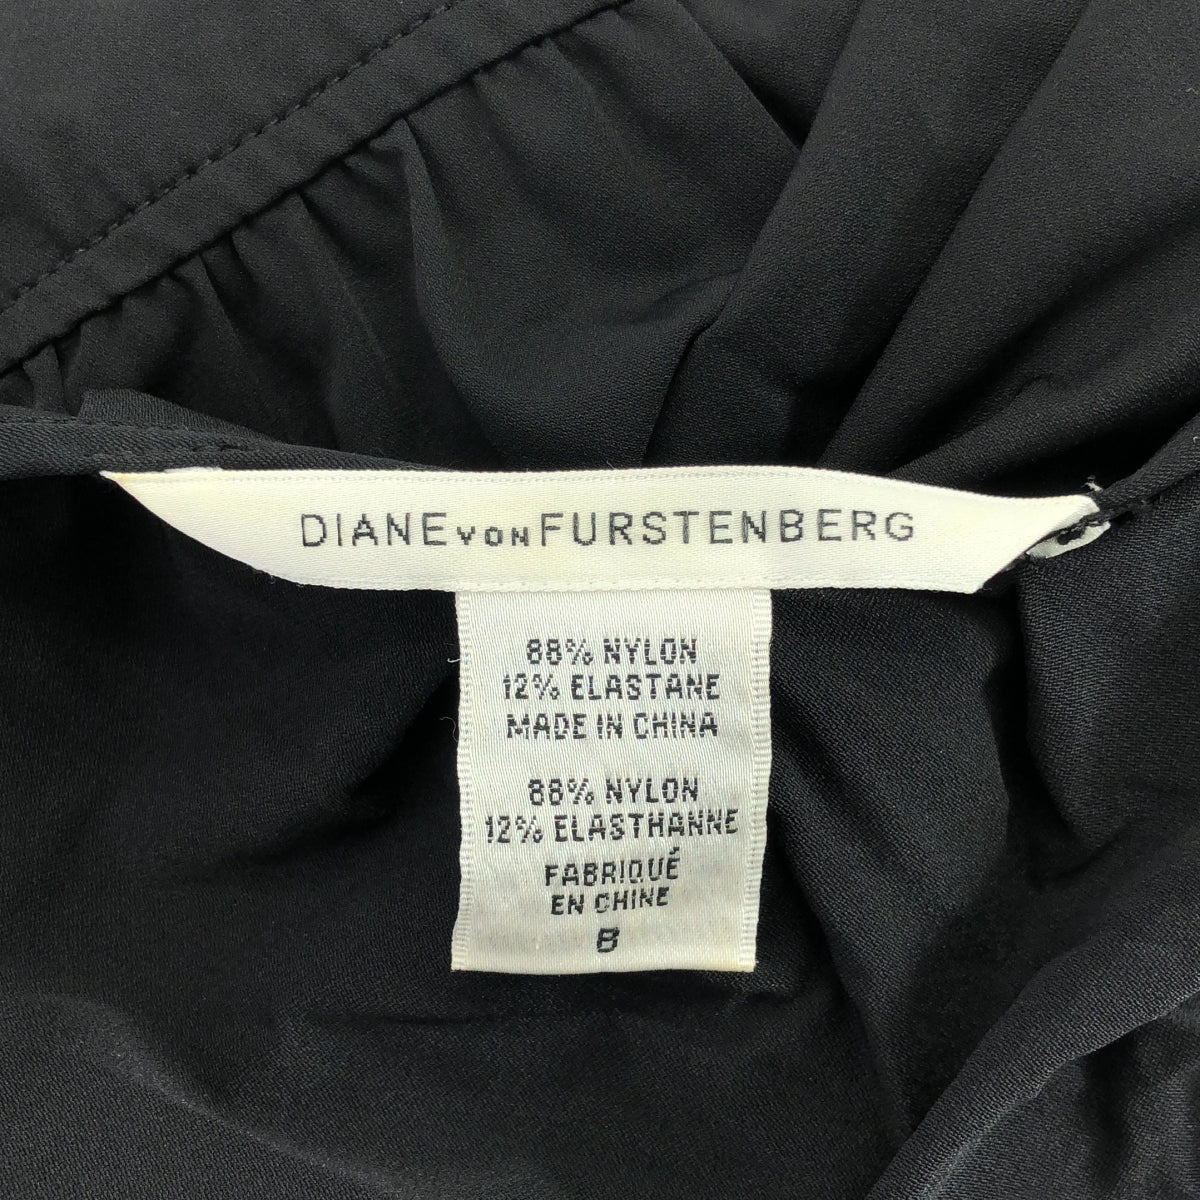 DIANE VON FURSTENBERG
88% NYLON
12% ELASTANE
MADE IN CHINA
88% NYLON
12% ELASTHANNE
FABRIQUÉ
EN CHINE
8